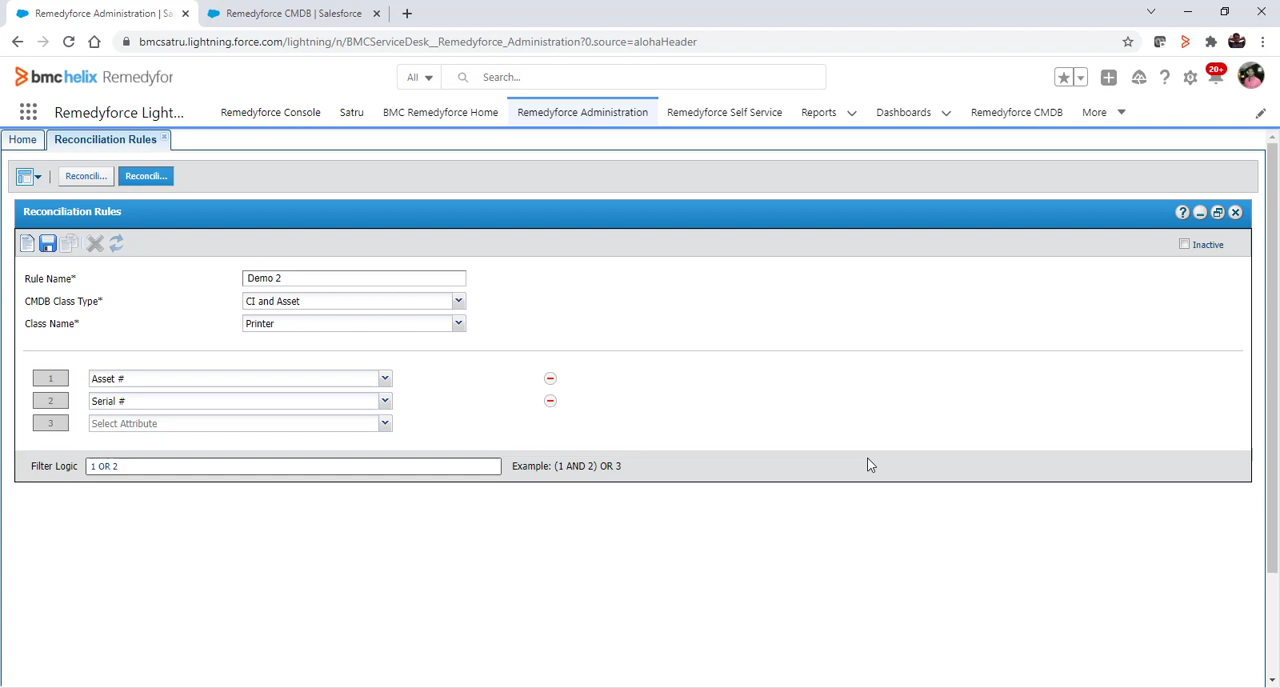 Remedyforce Administration | Sa
Remedyforce CMDB | Salesforce
bmcsatru.lightning.force.com/lightning/n/BMCServiceDesk__Remedyforce_Administration?0.source=alohaHeader
bmc helix Remedyfor
All
Search...
20+
Remedyforce Light...
Remedyforce Console
Satru
BMC Remedyforce Home
Remedyforce Administration
Remedyforce Self Service
Reports
Dashboards
Remedyforce CMDB
More
Home
Reconciliation Rules
Reconcili...
Reconcili...
Reconciliation Rules
Inactive
Rule Name*
Demo 2
CMDB Class Type*
CI and Asset
Class Name*
Printer
1
Asset #
2
Serial #
3
Select Attribute
Filter Logic
1 OR 2
Example: (1 AND 2) OR 3